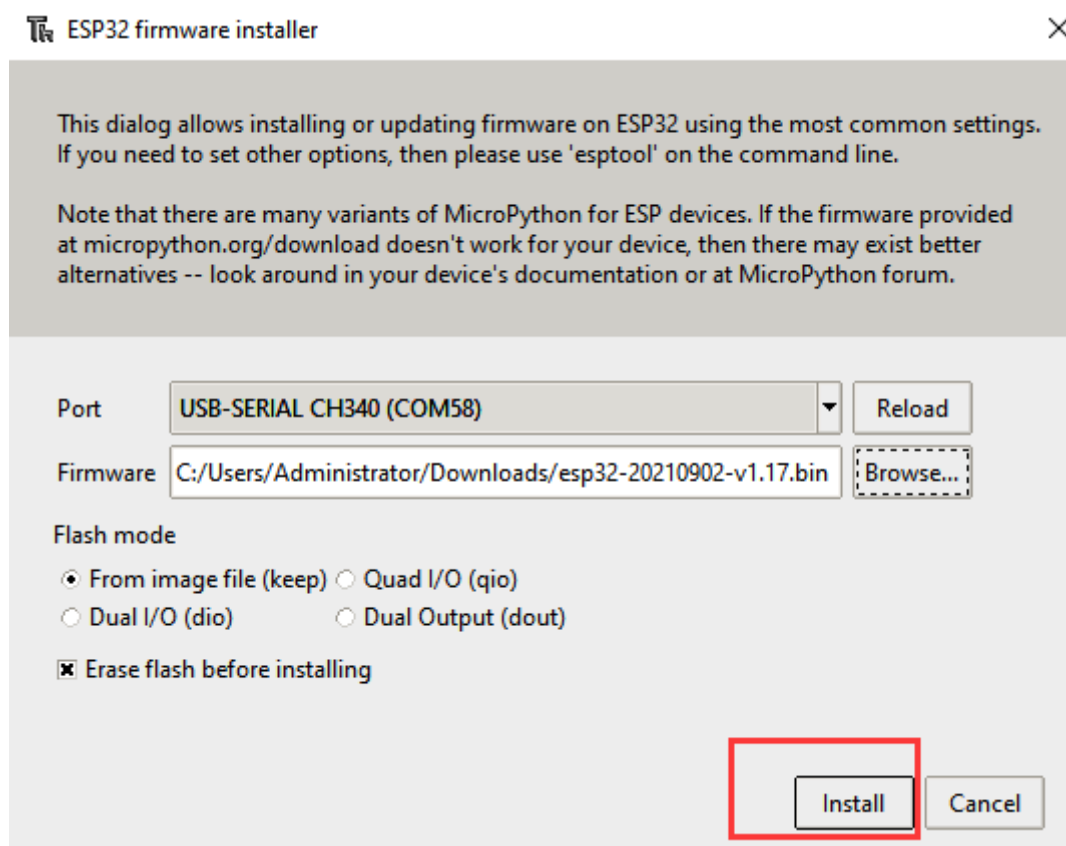 ESP32 firmware installer
This dialog allows installing or updating firmware on ESP32 using the most common settings.
If you need to set other options, then please use 'esptool' on the command line.
Note that there are many variants of MicroPython for ESP devices. If the firmware provided
at micropython.org/download doesn't work for your device, then there may exist better
alternatives -- look around in your device's documentation or at MicroPython forum.
Port USB-SERIAL CH340 (COM58) Reload
Firmware C:/Users/Administrator/Downloads/esp32-20210902-v1.17.bin Browse...
Flash mode
From image file (keep) Quad I/O (qio)
Dual I/O (dio) Dual Output (dout)
Erase flash before installing
Install Cancel